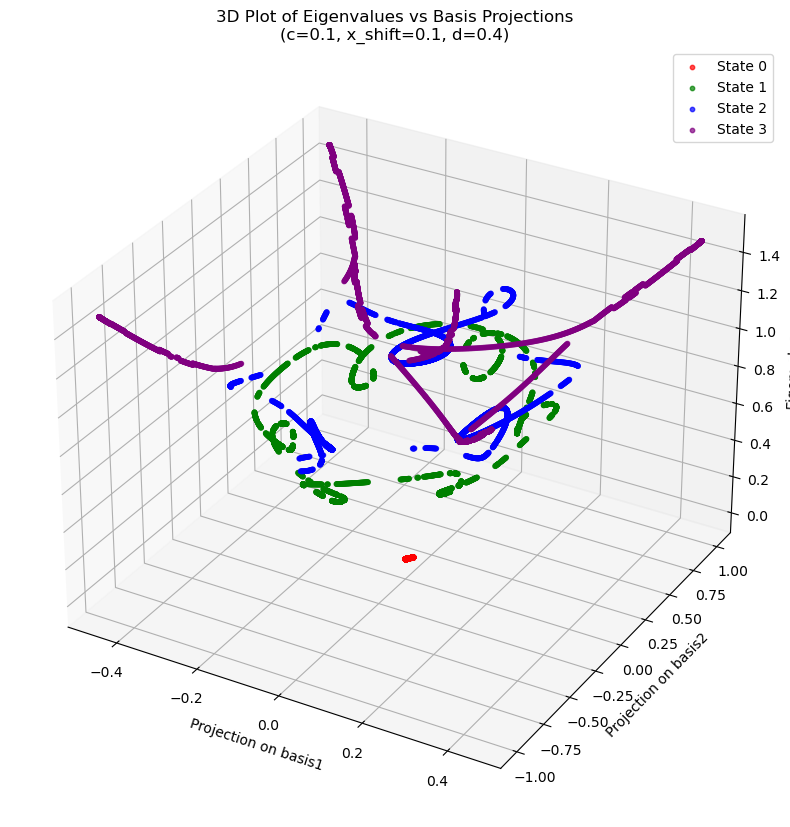 3D Plot of Eigenvalues vs Basis Projections
(c=0.1, x_shift=0.1, d=0.4)
State 0
State 1
State 2
State 3
1.4
1.2
1.0
0.8
0.6
0.4
0.2
0.0
1.00
0.75
0.50
0.25
0.00
−0.25
−0.50
−0.75
−1.00
Projection on basis2
−0.4
−0.2
0.0
0.2
0.4
Projection on basis1